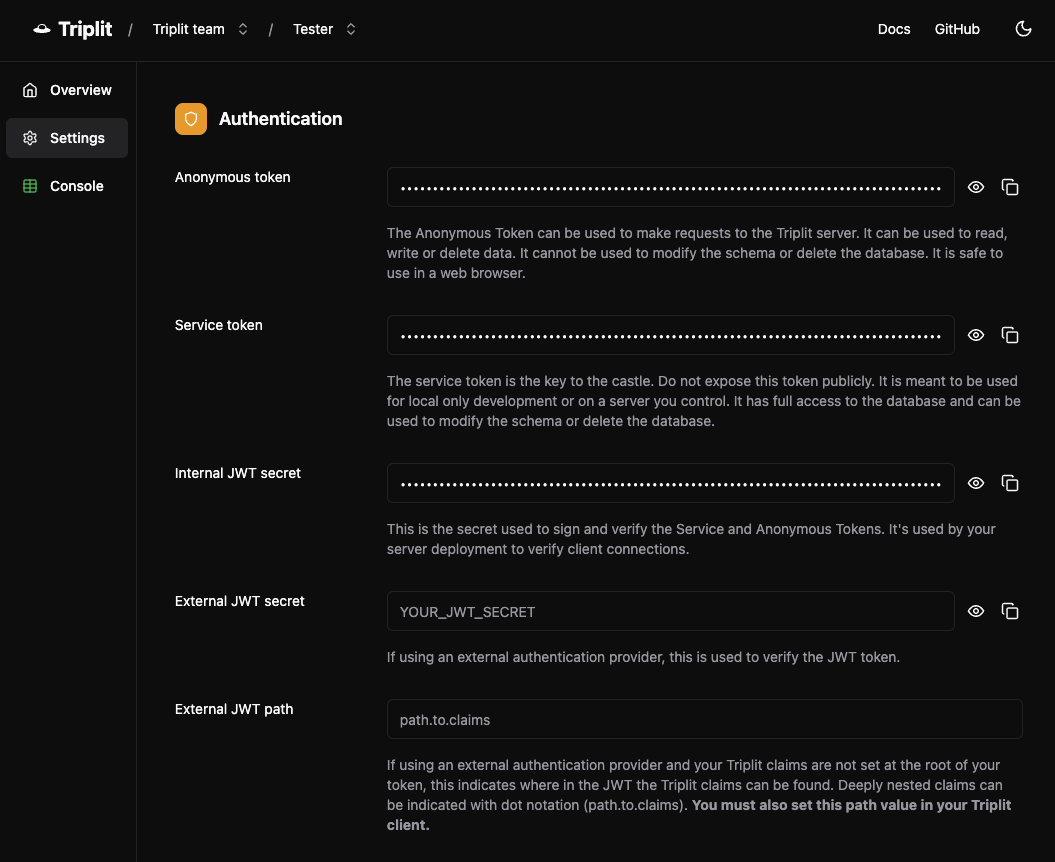 Triplit / Triplit team / Tester Docs GitHub
Overview
Settings
Console
Authentication
Anonymous token
••••••••••••••••••••••••••••••••••••••••••••••••••••••••••••••••••••••••••••••••••••
The Anonymous Token can be used to make requests to the Triplit server. It can be used to read,
write or delete data. It cannot be used to modify the schema or delete the database. It is safe to
use in a web browser.
Service token
••••••••••••••••••••••••••••••••••••••••••••••••••••••••••••••••••••••••••••••••••••
The service token is the key to the castle. Do not expose this token publicly. It is meant to be used
for local only development or on a server you control. It has full access to the database and can be
used to modify the schema or delete the database.
Internal JWT secret
••••••••••••••••••••••••••••••••••••••••••••••••••••••••••••••••••••••••••••••••••••
This is the secret used to sign and verify the Service and Anonymous Tokens. It's used by your
server deployment to verify client connections.
External JWT secret
YOUR_JWT_SECRET
If using an external authentication provider, this is used to verify the JWT token.
External JWT path
path.to.claims
If using an external authentication provider and your Triplit claims are not set at the root of your
token, this indicates where in the JWT the Triplit claims can be found. Deeply nested claims can
be indicated with dot notation (path.to.claims). You must also set this path value in your Triplit
client.